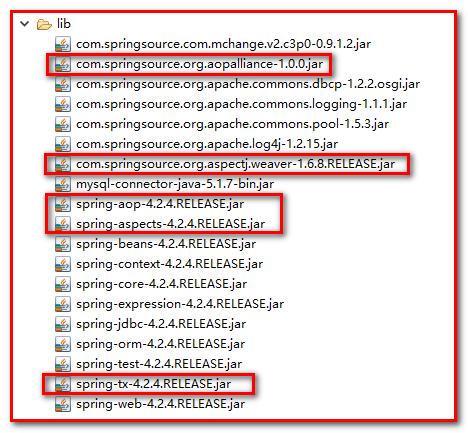 lib
com.springsource.com.mchange.v2.c3p0-0.9.1.2.jar
com.springsource.org.aopalliance-1.0.0.jar
com.springsource.org.apache.commons.dbcp-1.2.2.osgi.jar
com.springsource.org.apache.commons.logging-1.1.1.jar
com.springsource.org.apache.commons.pool-1.5.3.jar
com.springsource.org.apache.log4j-1.2.15.jar
com.springsource.org.aspectj.weaver-1.6.8.RELEASE.jar
mysql-connector-java-5.1.7-bin.jar
spring-aop-4.2.4.RELEASE.jar
spring-aspects-4.2.4.RELEASE.jar
spring-beans-4.2.4.RELEASE.jar
spring-context-4.2.4.RELEASE.jar
spring-core-4.2.4.RELEASE.jar
spring-expression-4.2.4.RELEASE.jar
spring-jdbc-4.2.4.RELEASE.jar
spring-orm-4.2.4.RELEASE.jar
spring-test-4.2.4.RELEASE.jar
spring-tx-4.2.4.RELEASE.jar
spring-web-4.2.4.RELEASE.jar